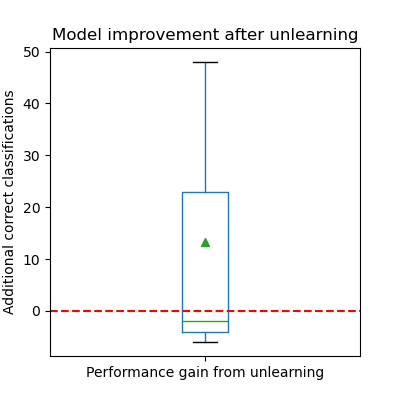 Model improvement after unlearning
Additional correct classifications
50
40
30
20
10
0
Performance gain from unlearning